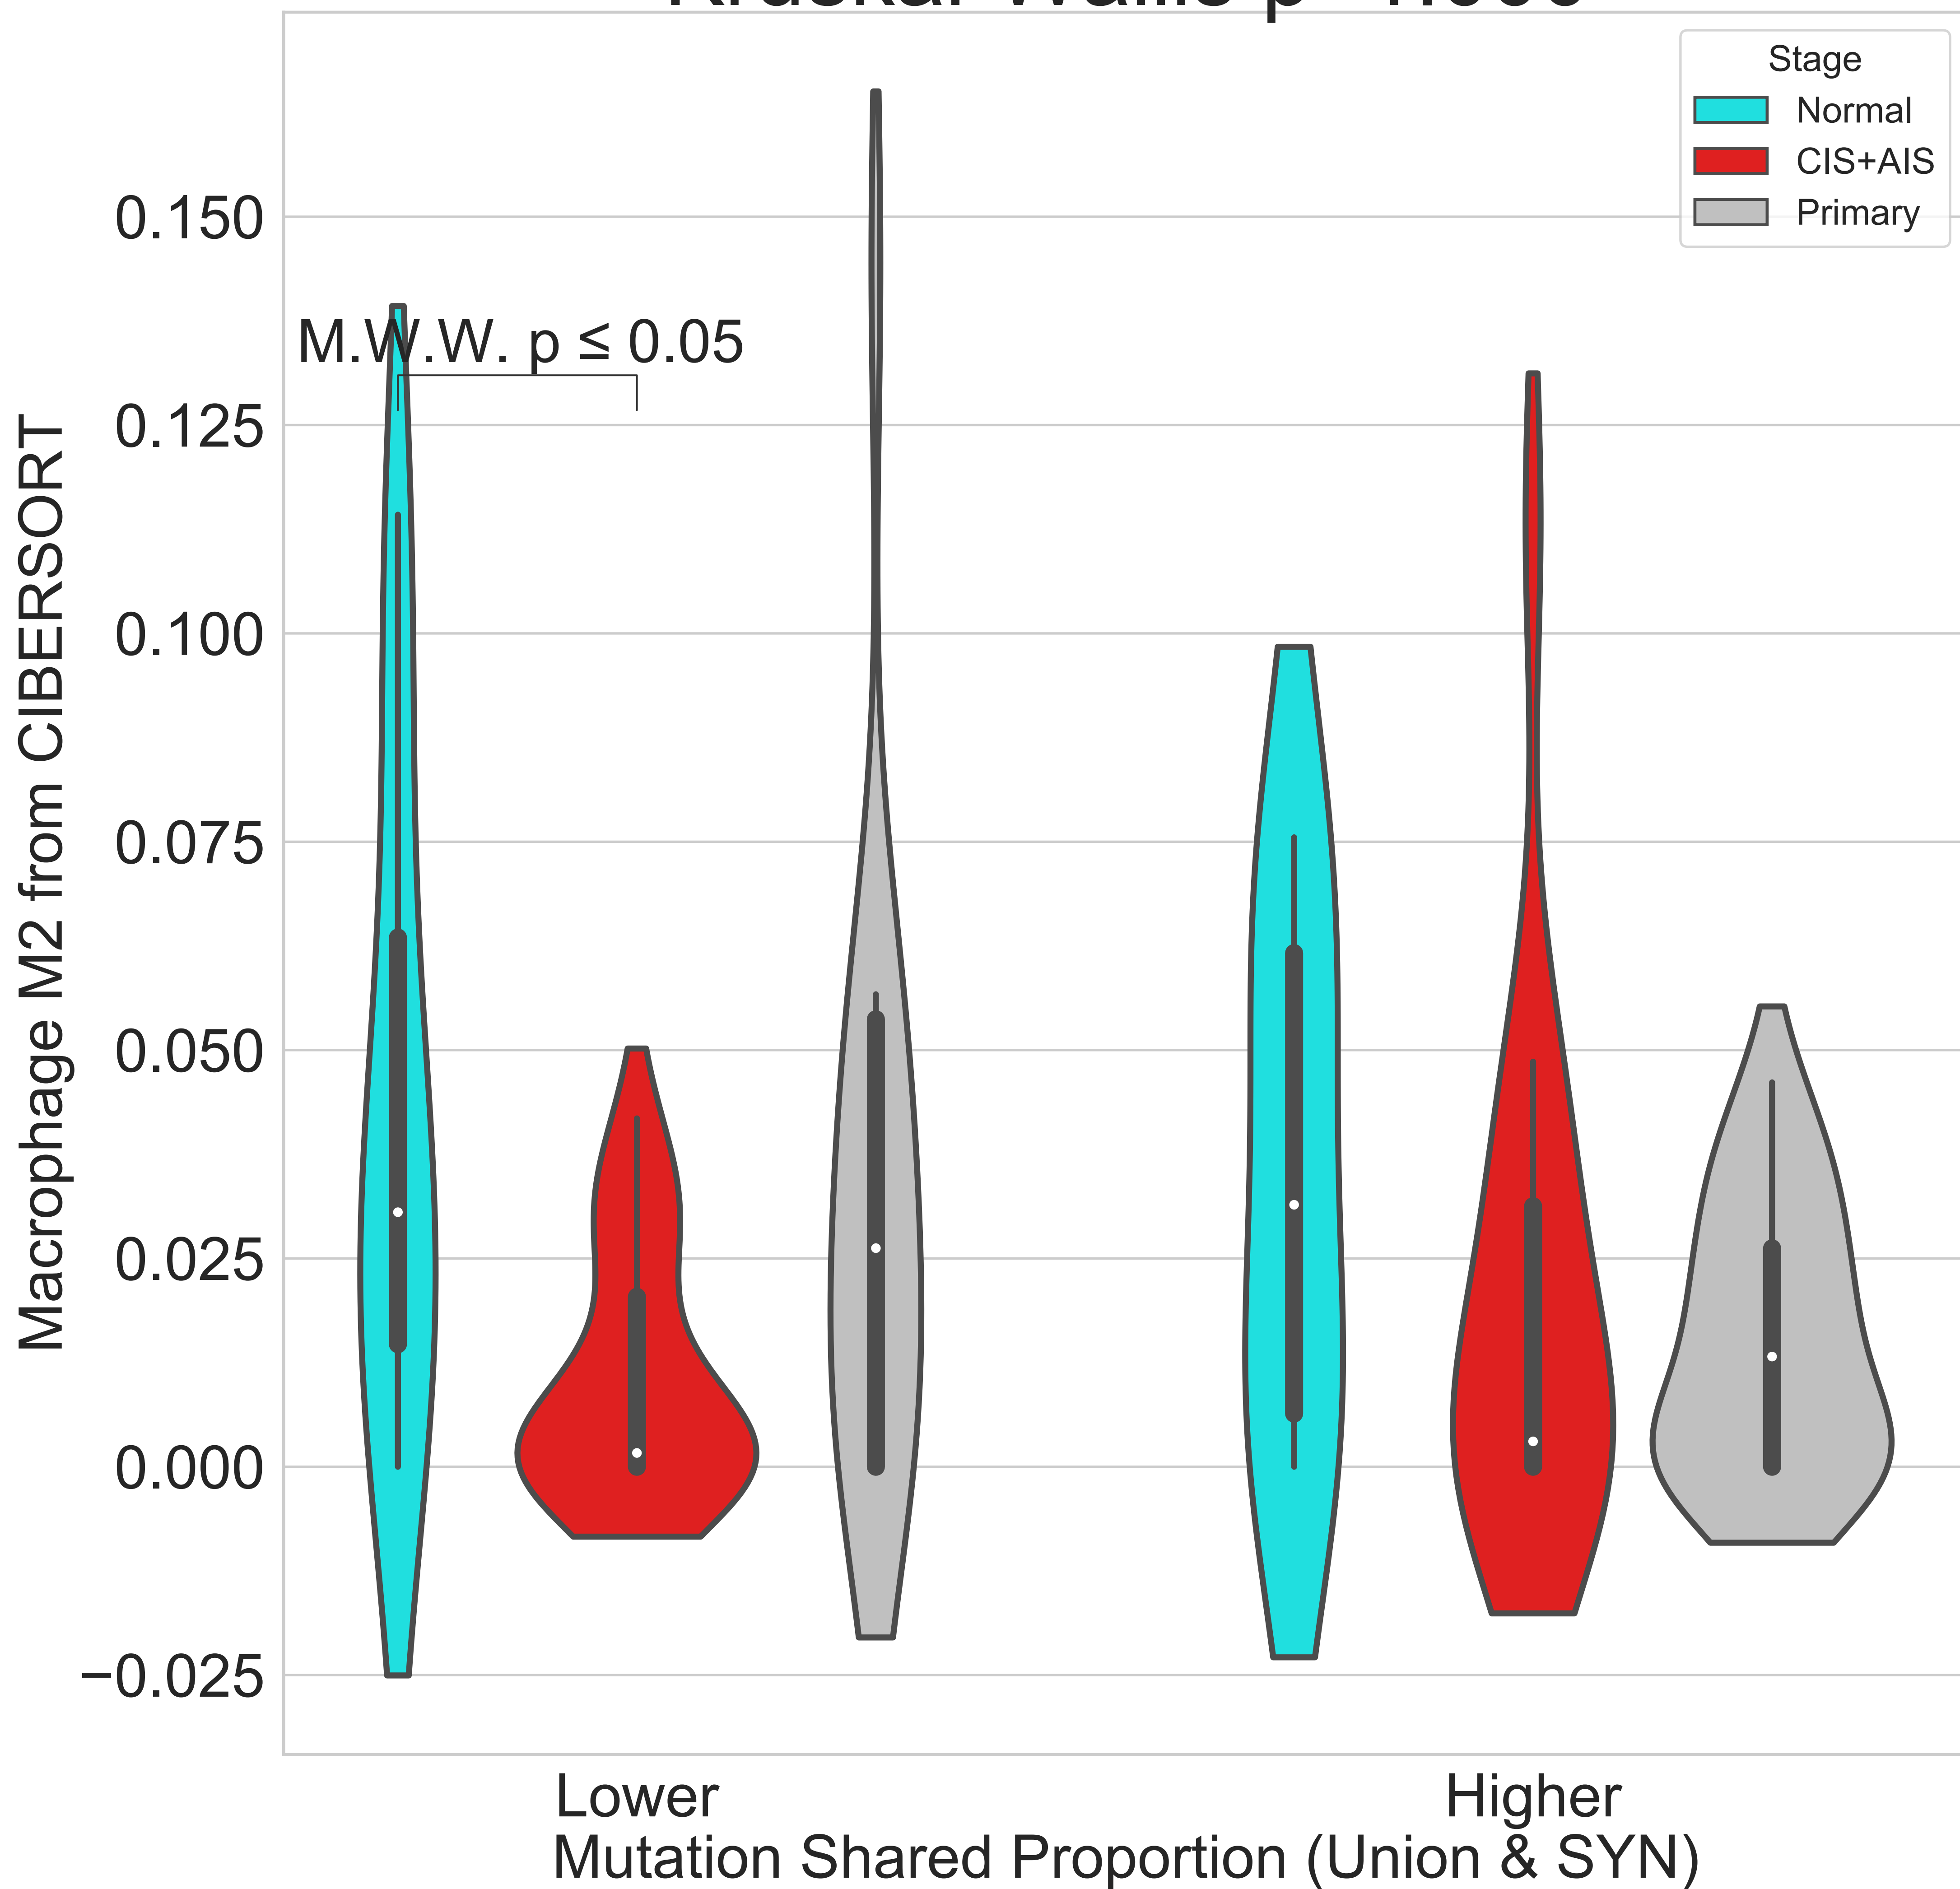 Stage
Normal
CIS+AIS
Primary
M.W.W. p ≤ 0.05
Macrophage M2 from CIBERSORT
0.150
0.125
0.100
0.075
0.050
0.025
0.000
−0.025
Lower
Higher
Mutation Shared Proportion (Union & SYN)